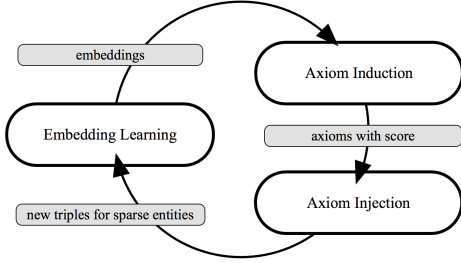 embeddings
Axiom Induction
Embedding Learning
axioms with score
new triples for sparse entities
Axiom Injection